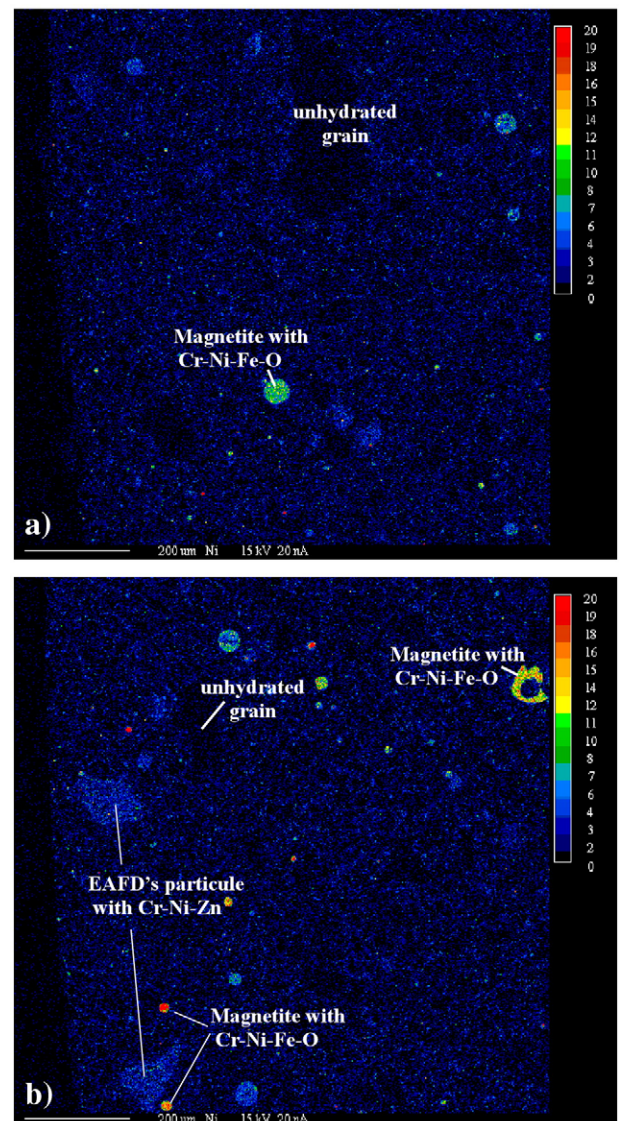 20
19
18
16
15
14
12
11
10
8
7
6
4
3
2
0
unhydrated
grain
Magnetite with
Cr-Ni-Fe-O
a)
200 um Ni 15 kV 20 nA
20
19
18
16
15
14
12
11
10
8
7
6
4
3
2
0
Magnetite with
Cr-Ni-Fe-O
unhydrated
grain
EAFD's particule
with Cr-Ni-Zn
Magnetite with
Cr-Ni-Fe-O
b)
200 um Ni 15 kV 20 nA